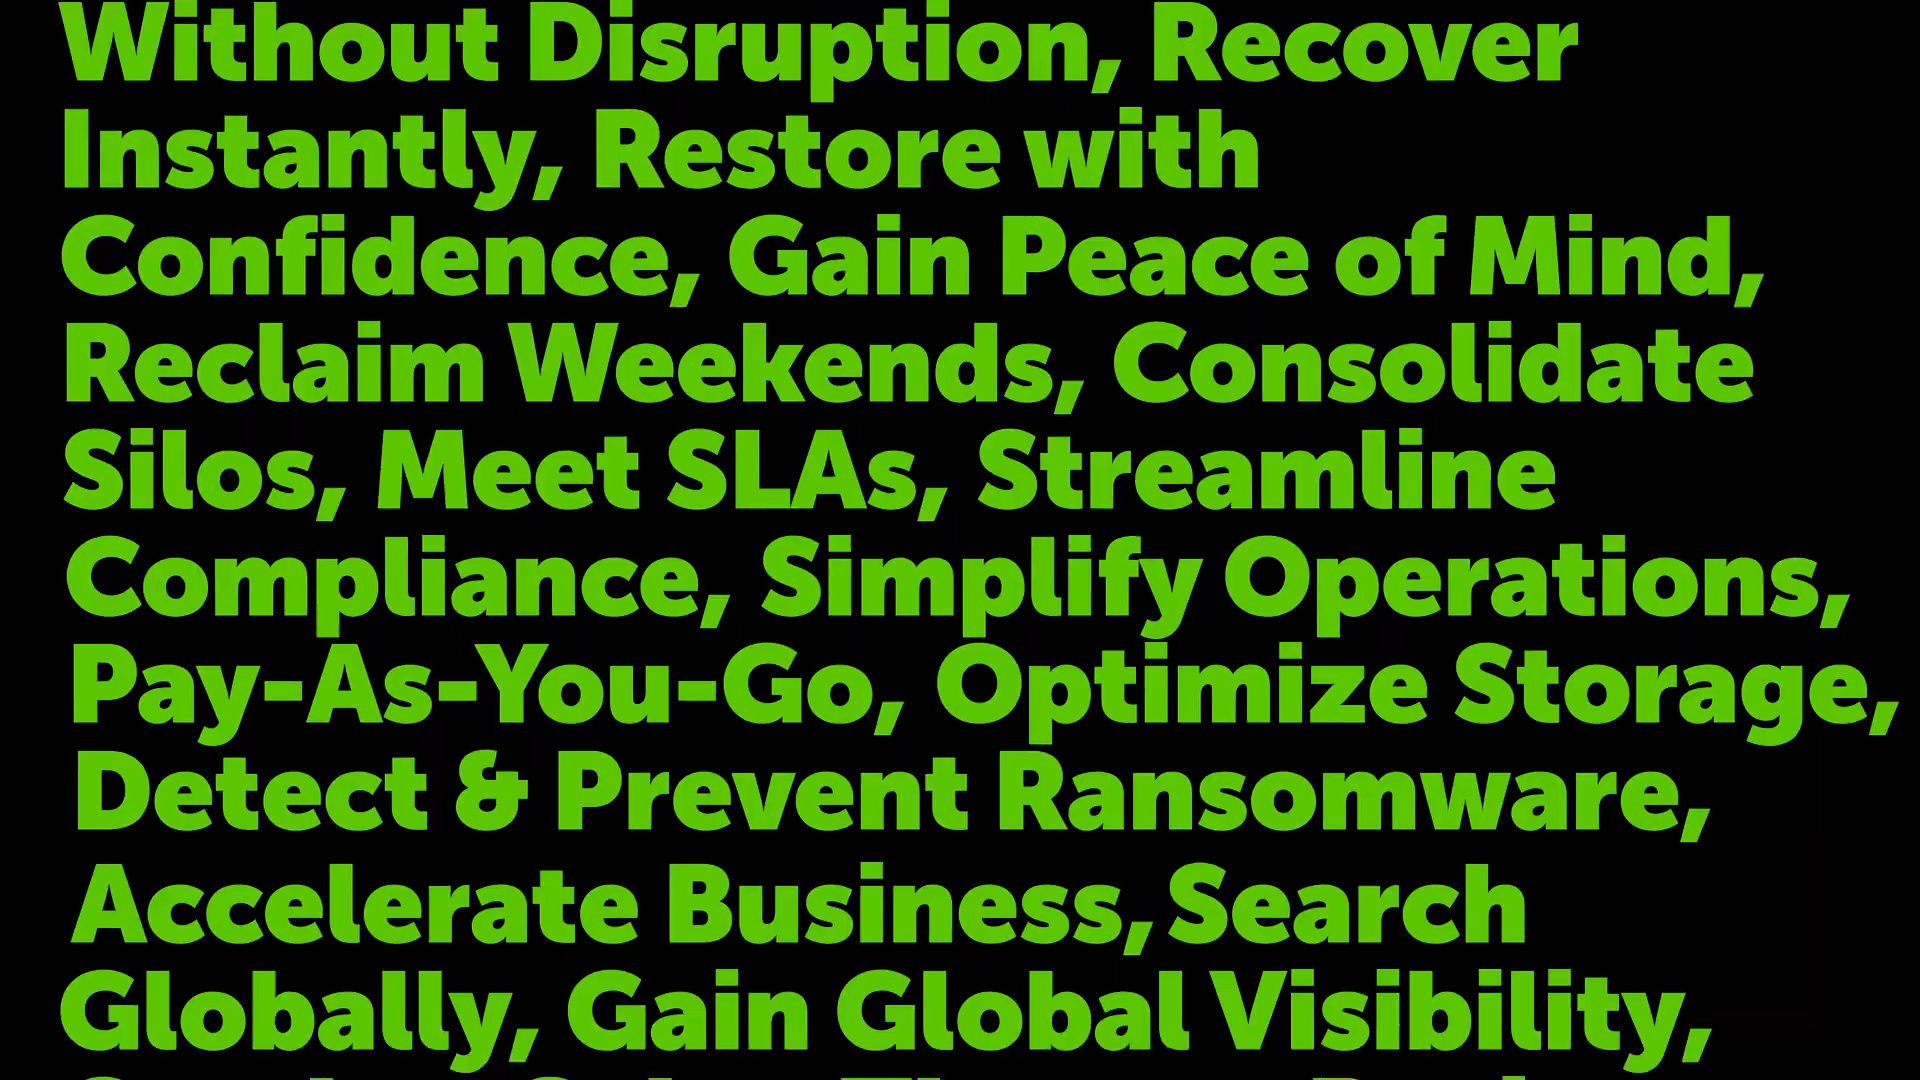 Without Disruption, Recover
Instantly, Restore with
Confidence, Gain Peace of Mind,
Reclaim Weekends, Consolidate
Silos, Meet SLAs, Streamline
Compliance, Simplify Operations,
Pay-As-You-Go, Optimize Storage,
Detect & Prevent Ransomware,
Accelerate Business, Search
Globally, Gain Global Visibility,